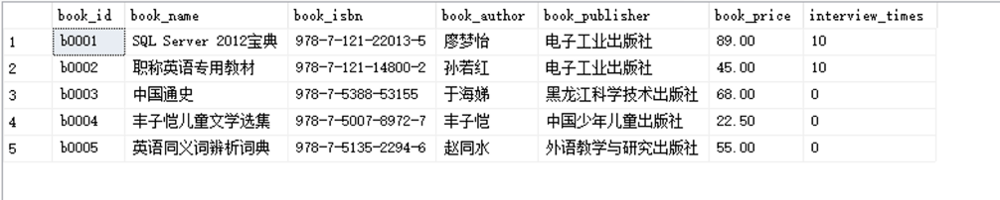 book_id book_name book_isbn book_author book_publisher book_price interview_times
1 b0001 SQL Server 2012宝典 978-7-121-22013-5 廖梦怡 电子工业出版社 89.00 10
2 b0002 职称英语专用教材 978-7-121-14800-2 孙若红 电子工业出版社 45.00 10
3 b0003 中国通史 978-7-5388-53155 于海娣 黑龙江科学技术出版社 68.00 0
4 b0004 丰子恺儿童文学选集 978-7-5007-8972-7 丰子恺 中国少年儿童出版社 22.50 0
5 b0005 英语同义词辨析词典 978-7-5135-2294-6 赵同水 外语教学与研究出版社 55.00 0